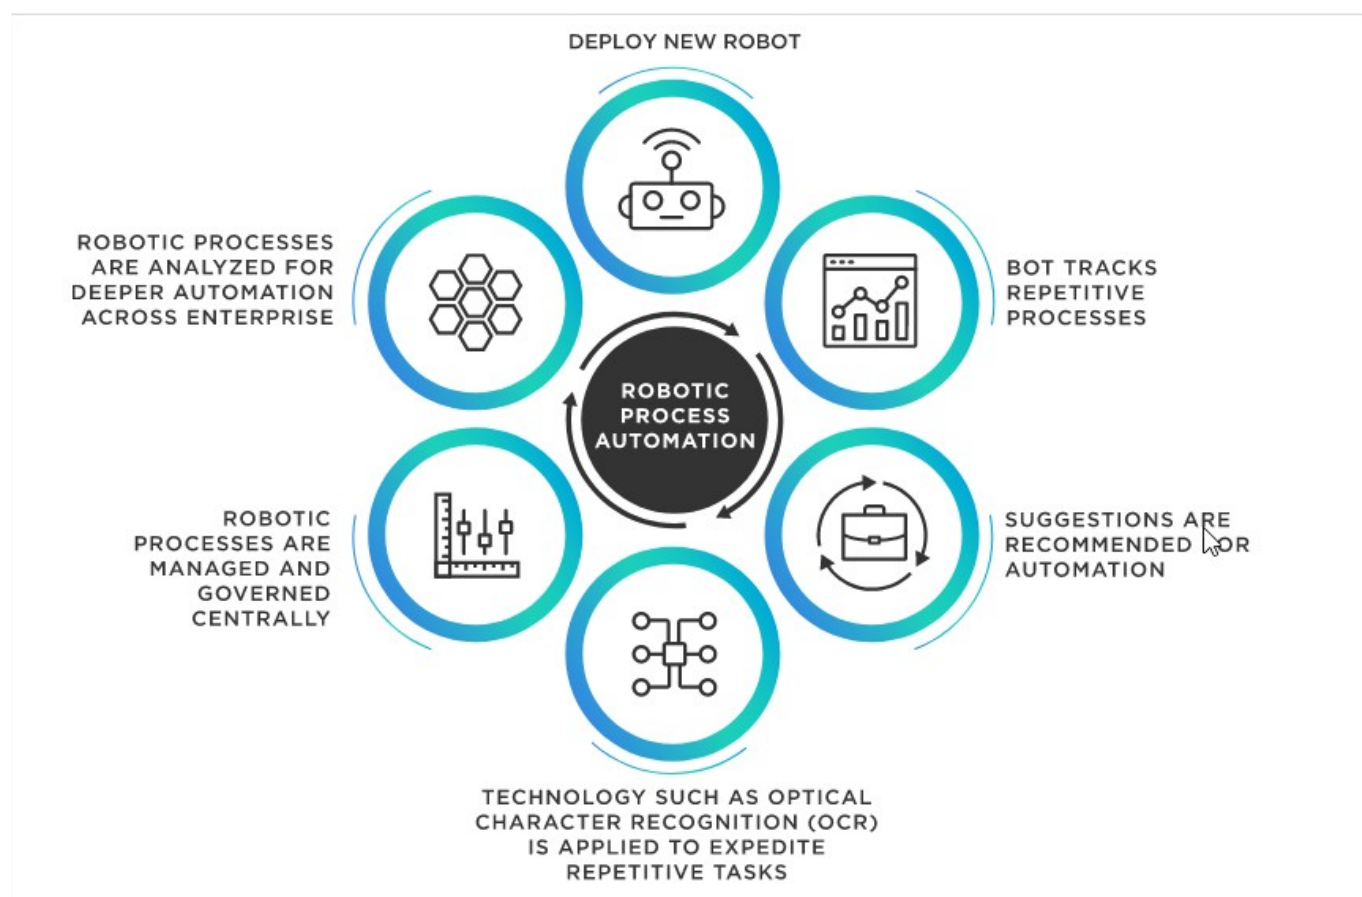 DEPLOY NEW ROBOT
BOT TRACKS
REPETITIVE
PROCESSES
SUGGESTIONS ARE
RECOMMENDED FOR
AUTOMATION
TECHNOLOGY SUCH AS OPTICAL
CHARACTER RECOGNITION (OCR)
IS APPLIED TO EXPEDITE
REPETITIVE TASKS
ROBOTIC
PROCESSES ARE
MANAGED AND
GOVERNED
CENTRALLY
ROBOTIC PROCESSES
ARE ANALYZED FOR
DEEPER AUTOMATION
ACROSS ENTERPRISE
ROBOTIC
PROCESS
AUTOMATION